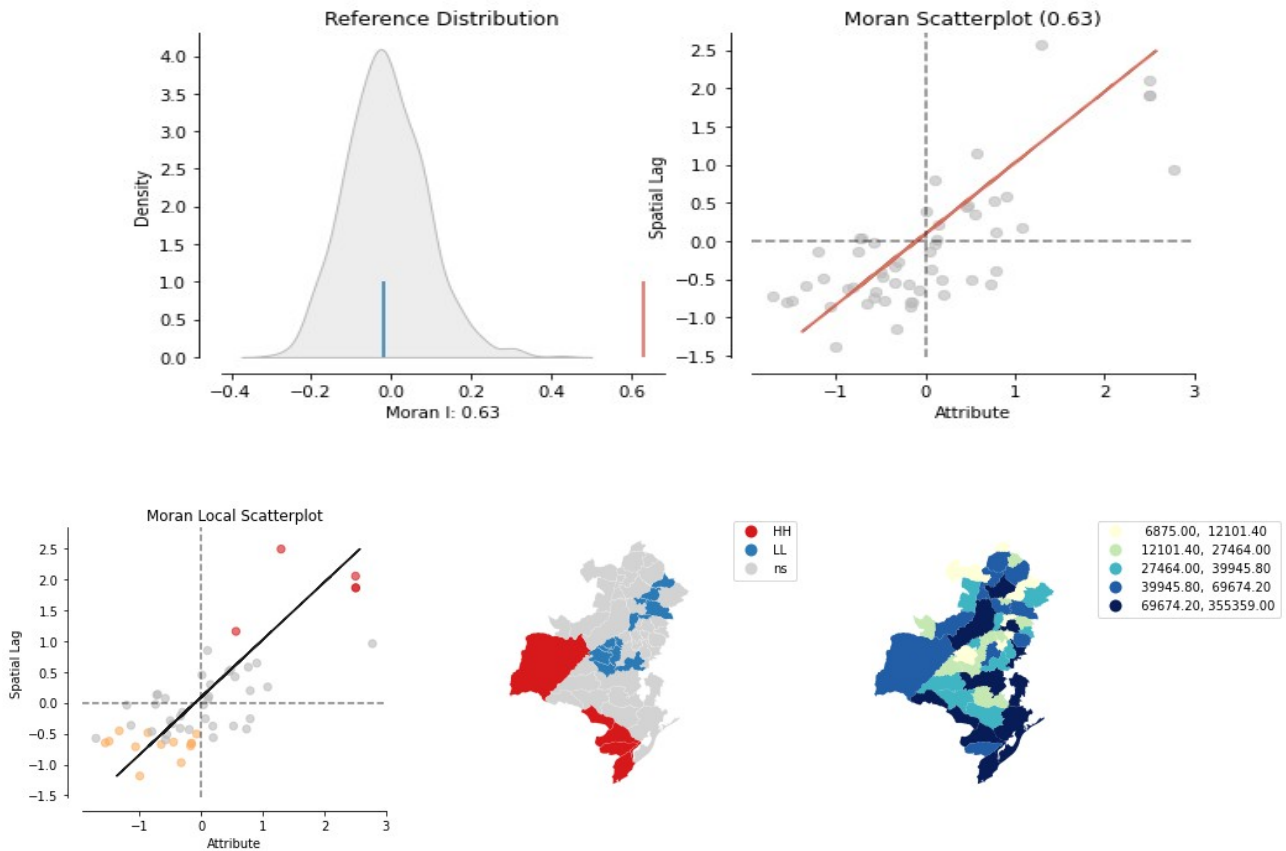 Reference Distribution
4.0
3.5
3.0
2.5
2.0
1.5
1.0
0.5
0.0
Density
−0.4 −0.2 0.0 0.2 0.4 0.6
Moran I: 0.63
Moran Scatterplot (0.63)
2.5
2.0
1.5
1.0
0.5
0.0
−0.5
−1.0
−1.5
Spatial Lag
−1 0 1 2 3
Attribute
Moran Local Scatterplot
2.5
2.0
1.5
1.0
0.5
0.0
−0.5
−1.0
−1.5
Spatial Lag
−1 0 1 2 3
Attribute
HH
LL
ns
6875.00, 12101.40
12101.40, 27464.00
27464.00, 39945.80
39945.80, 69674.20
69674.20, 355359.00